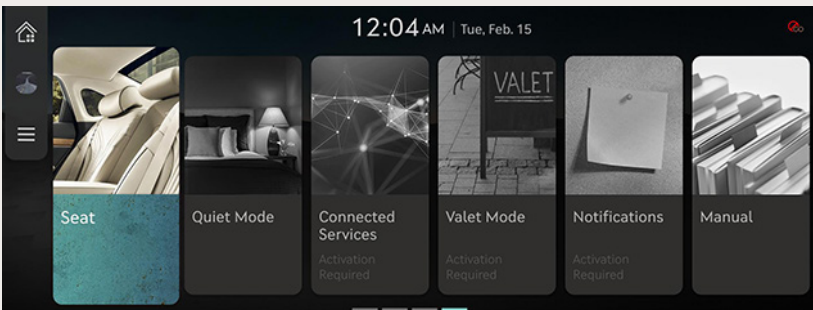 12:04 AM | Tue, Feb. 15
VALET
Seat
Quiet Mode
Connected
Services
Activation
Required
Valet Mode
Activation
Required
Notifications
Activation
Required
Manual